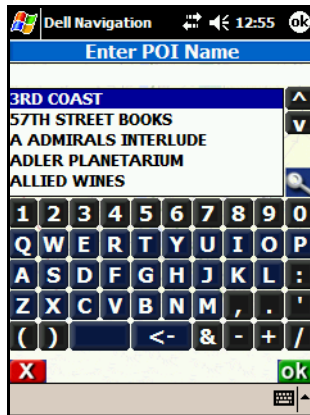 Dell Navigation 12:55 ok
Enter POI Name
3RD COAST
57TH STREET BOOKS
A ADMIRALS INTERLUDE
ADLER PLANETARIUM
ALLIED WINES
1 2 3 4 5 6 7 8 9 0
Q W E R T Y U I O P
A S D F G H J K L :
Z X C V B N M , . '
( ) <- & - + /
X ok